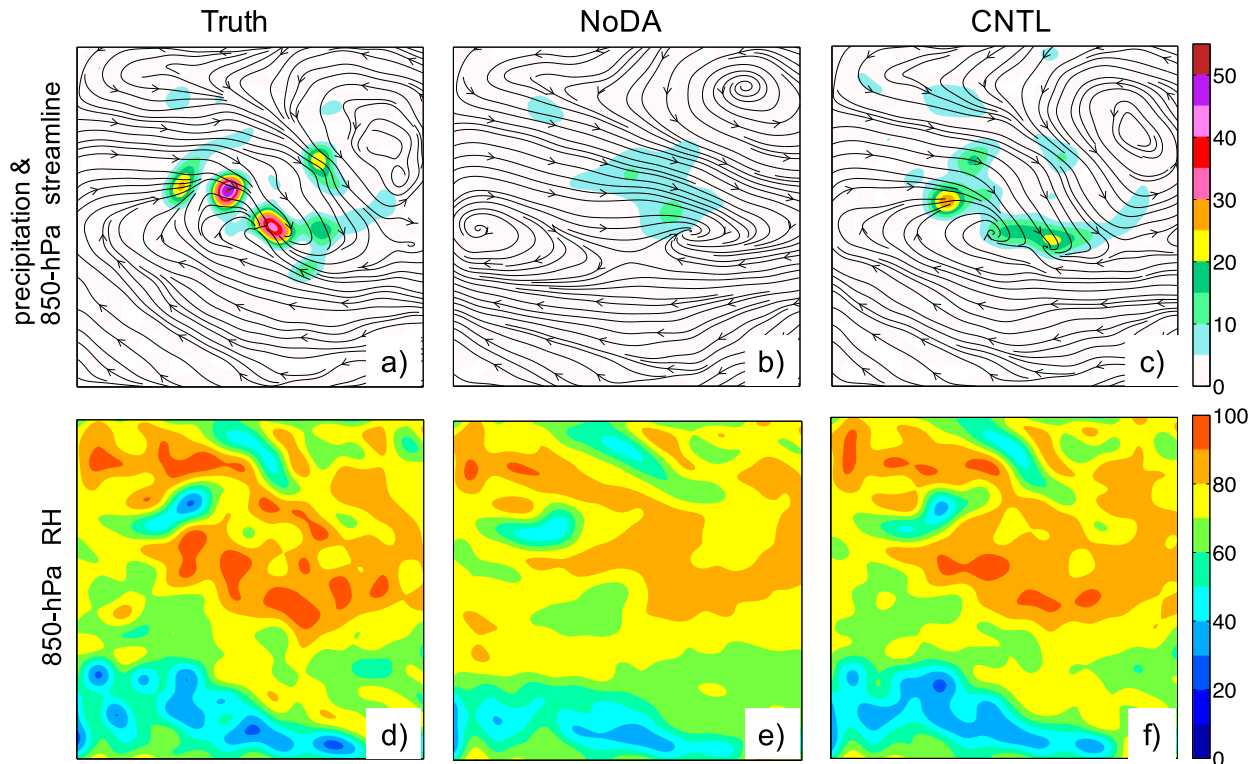 Truth NoDA CNTL
precipitation &
850-hPa streamline
a) b) c)
50
40
30
20
10
0
850-hPa RH
d) e) f)
100
80
60
40
20
0